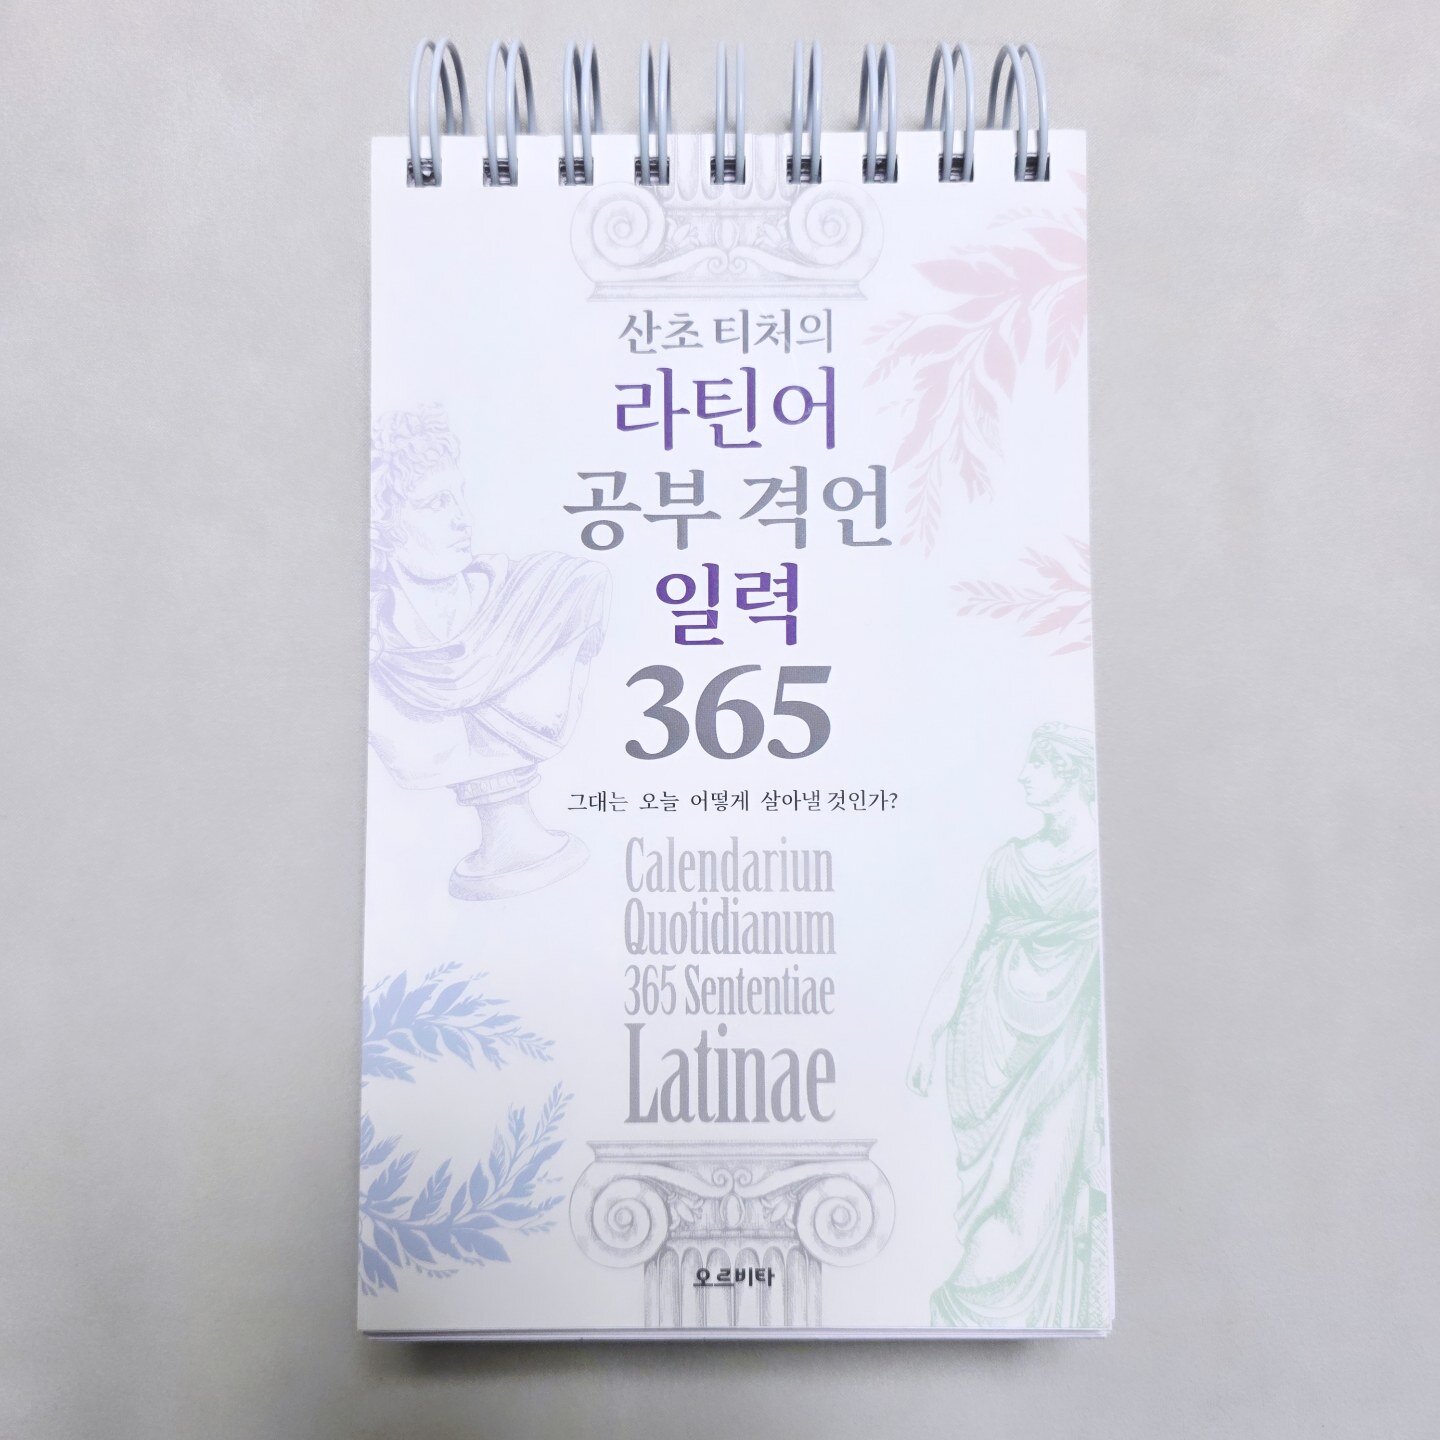 산초 티처의
라틴어
공부 격언
일력
365
그대는 오늘 어떻게 살아낼 것인가?
Calendariun
Quotidianum
365 Sententiae
Latinae
APOLLO
오르비타